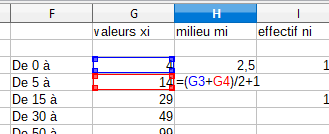 F G H I
valeurs xi milieu mi effectif ni
De 0 à 4 2,5 1
De 5 à 14 =(G3+G4)/2+1
De 15 à 29 1
De 30 à 49
De 50 à 99